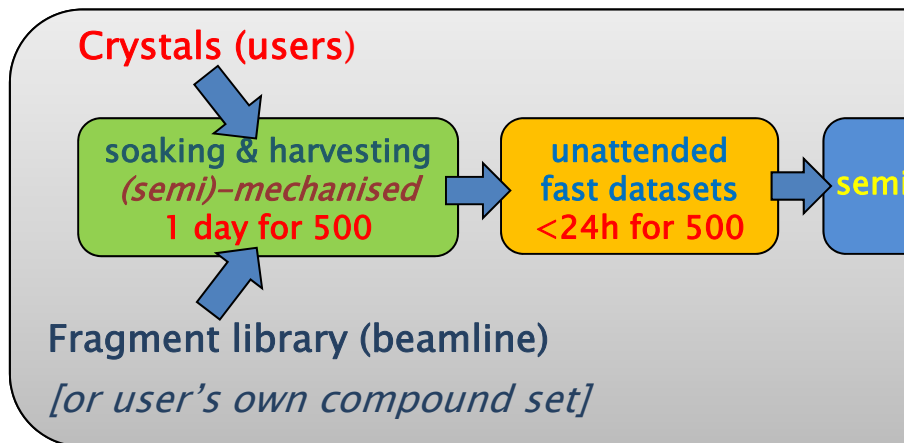 Crystals (users)
soaking & harvesting
(semi)-mechanised
1 day for 500
unattended
fast datasets
<24h for 500
semi
Fragment library (beamline)
[or user's own compound set]